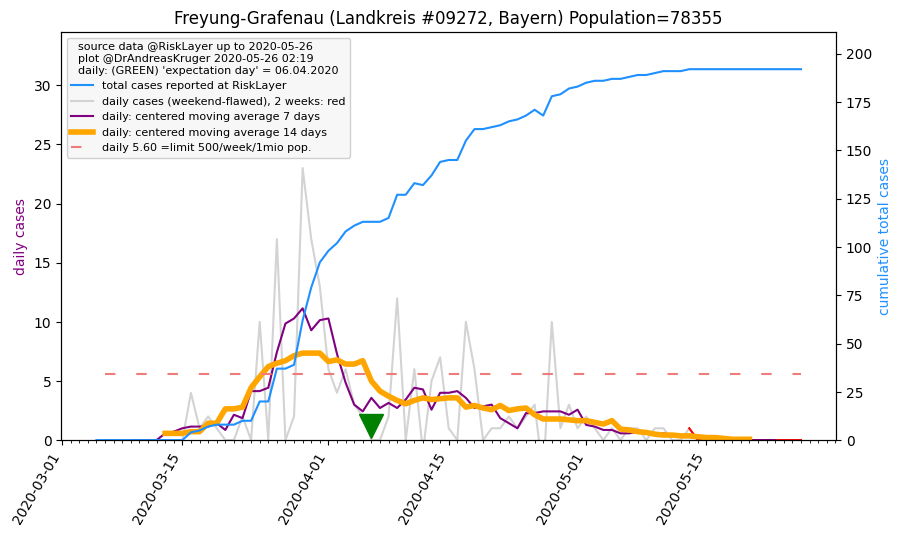 Freyung-Grafenau (Landkreis #09272, Bayern) Population=78355
source data @RiskLayer up to 2020-05-26
plot @DrAndreasKruger 2020-05-26 02:19
daily: (GREEN) 'expectation day' = 06.04.2020
total cases reported at RiskLayer
daily cases (weekend-flawed), 2 weeks: red
daily: centered moving average 7 days
daily: centered moving average 14 days
daily 5.60 =limit 500/week/1mio pop.
daily cases
30
25
20
15
10
5
0
cumulative total cases
200
175
150
125
100
75
50
25
0
2020-03-01
2020-03-15
2020-04-01
2020-04-15
2020-05-01
2020-05-15